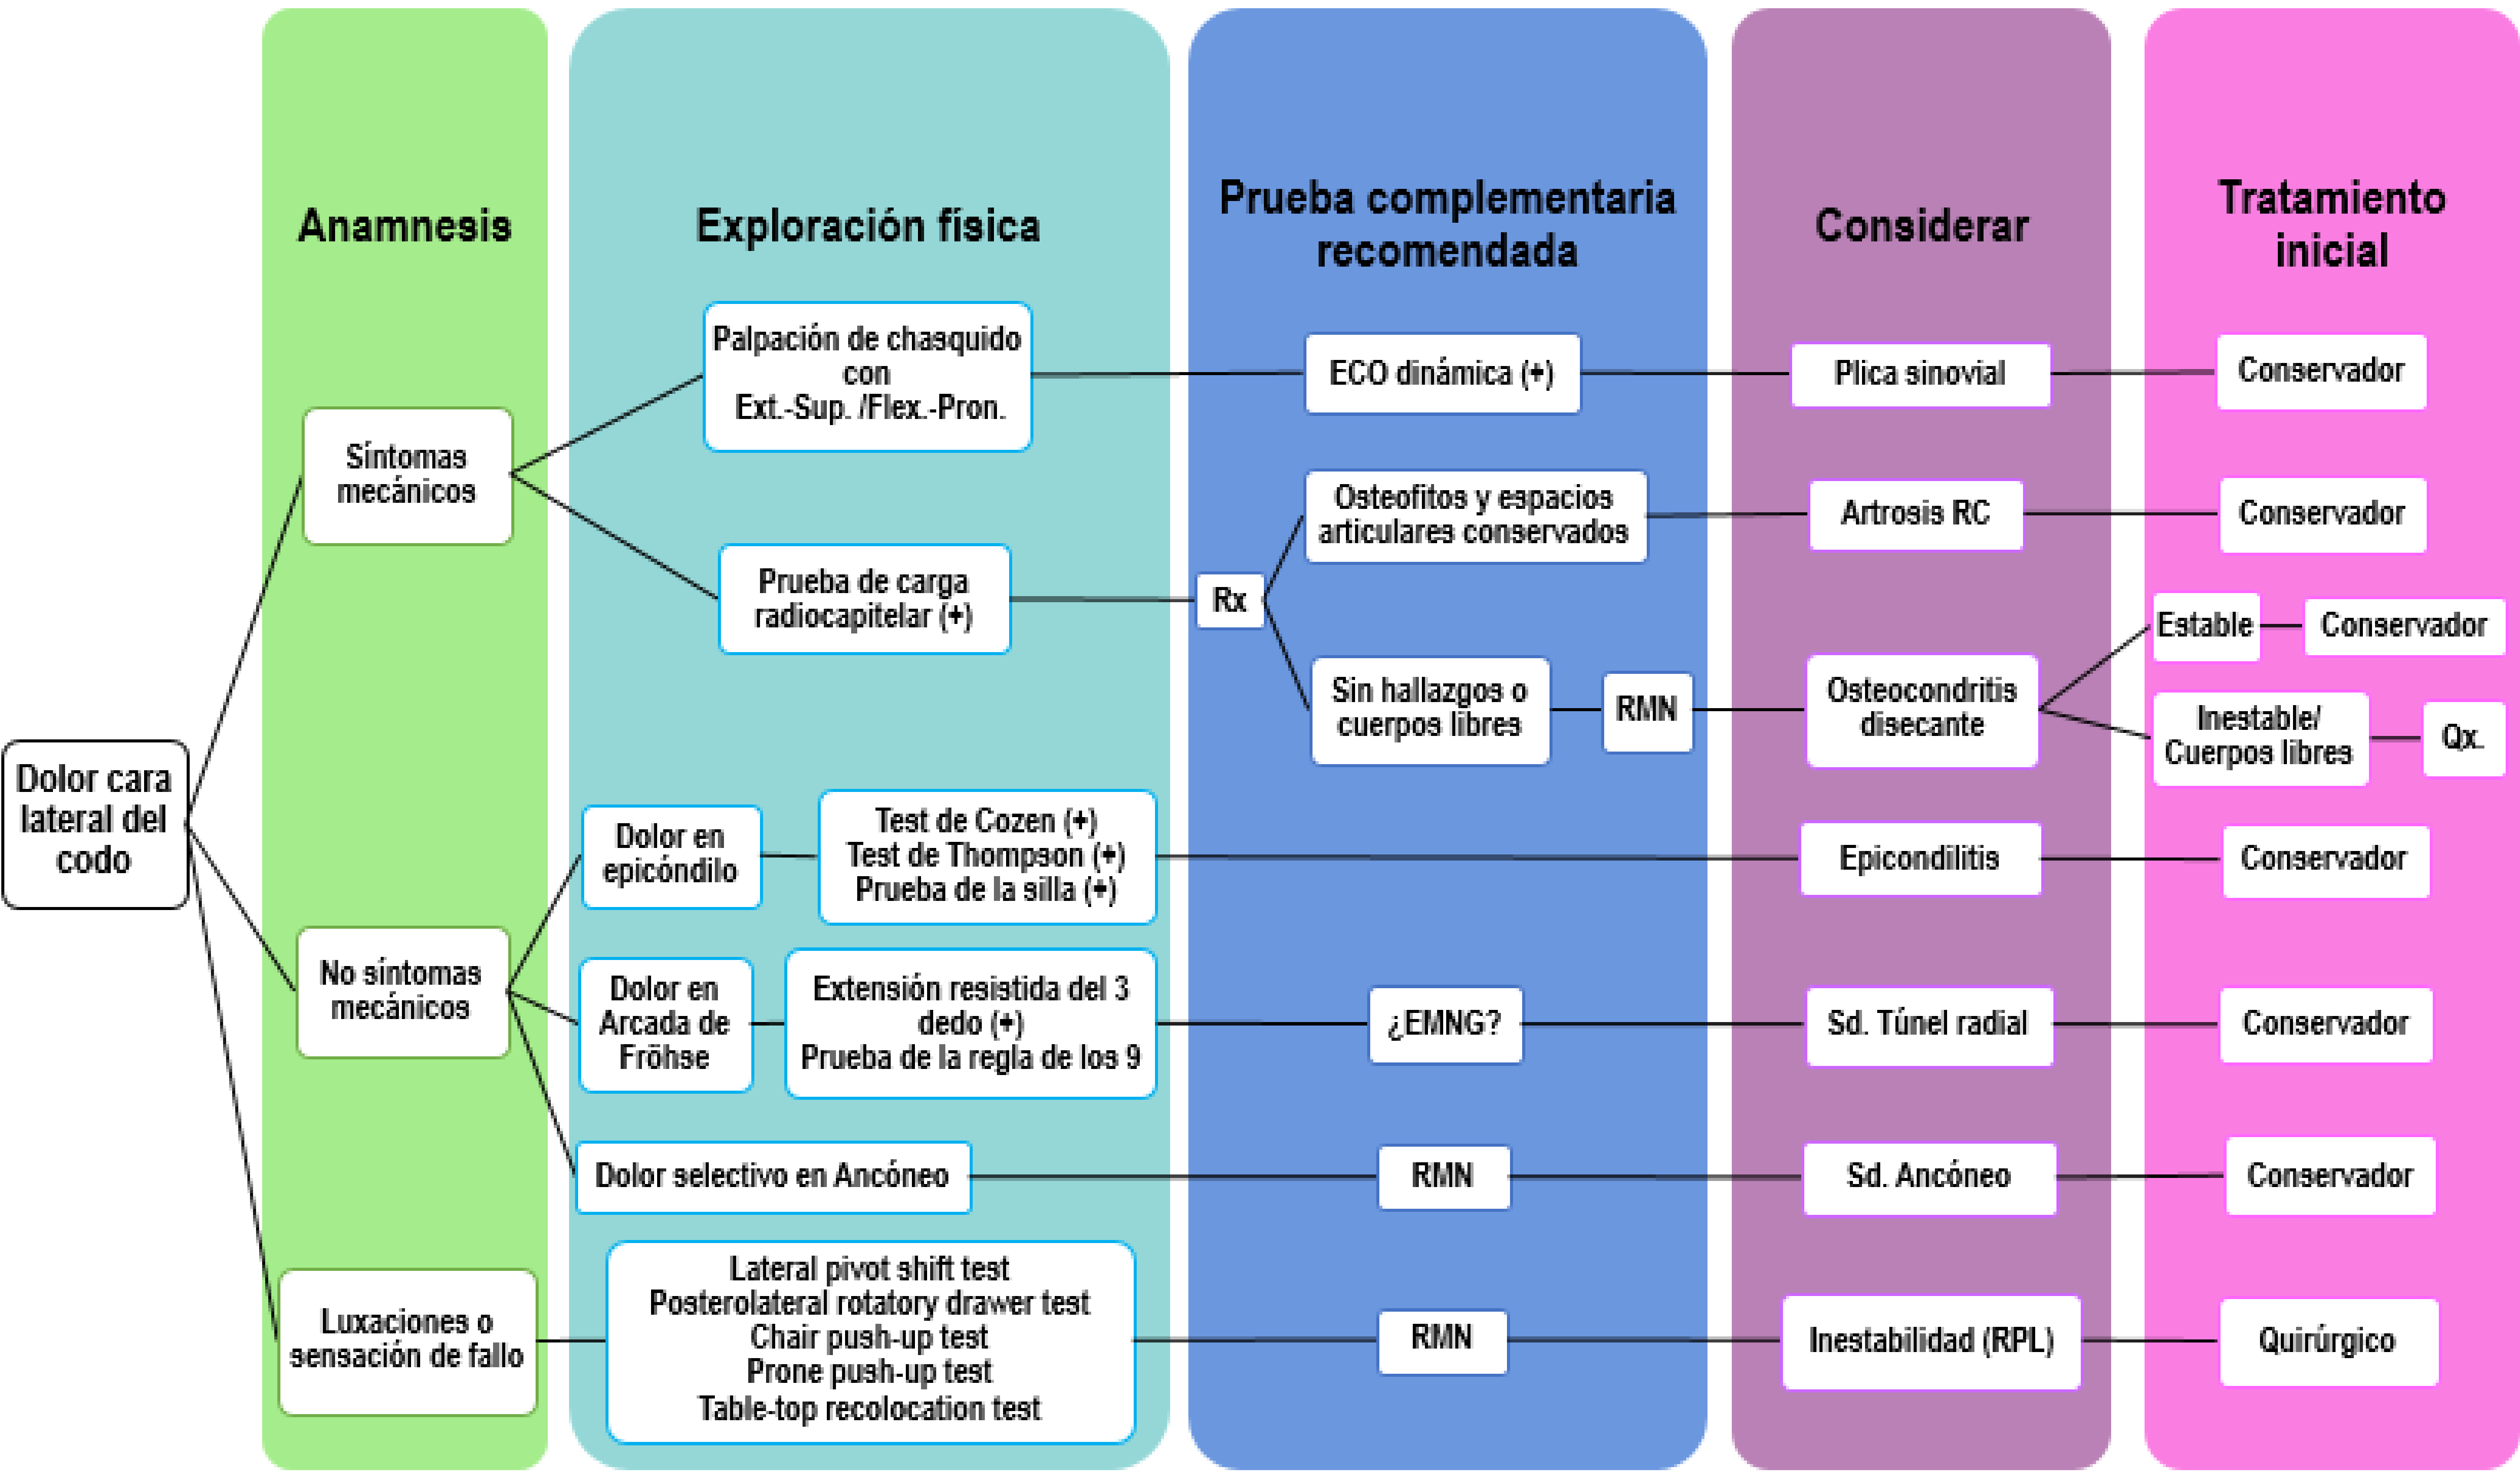 Anamnesis
Exploración física
Prueba complementaria
recomendada
Considerar
Tratamiento
inicial
Dolor cara
lateral del
codo
Síntomas
mecánicos
Palpación de chasquido
con
Ext.-Sup. /Flex.-Pron.
ECO dinámica (+)
Plica sinovial
Conservador
Prueba de carga
radiocapitelar (+)
Rx
Osteofitos y espacios
articulares conservados
Artrosis RC
Conservador
Sin hallazgos o
cuerpos libres
RMN
Osteocondritis
disecante
Estable
Conservador
Inestable/
Cuerpos libres
Qx.
No síntomas
mecánicos
Dolor en
epicóndilo
Test de Cozen (+)
Test de Thompson (+)
Prueba de la silla (+)
Epicondilitis
Conservador
Dolor en
Arcada de
Fröhse
Extensión resistida del 3
dedo (+)
Prueba de la regla de los 9
¿EMNG?
Sd. Túnel radial
Conservador
Dolor selectivo en Ancóneo
RMN
Sd. Ancóneo
Conservador
Luxaciones o
sensación de fallo
Lateral pivot shift test
Posterolateral rotatory drawer test
Chair push-up test
Prone push-up test
Table-top recolocation test
RMN
Inestabilidad (RPL)
Quirúrgico